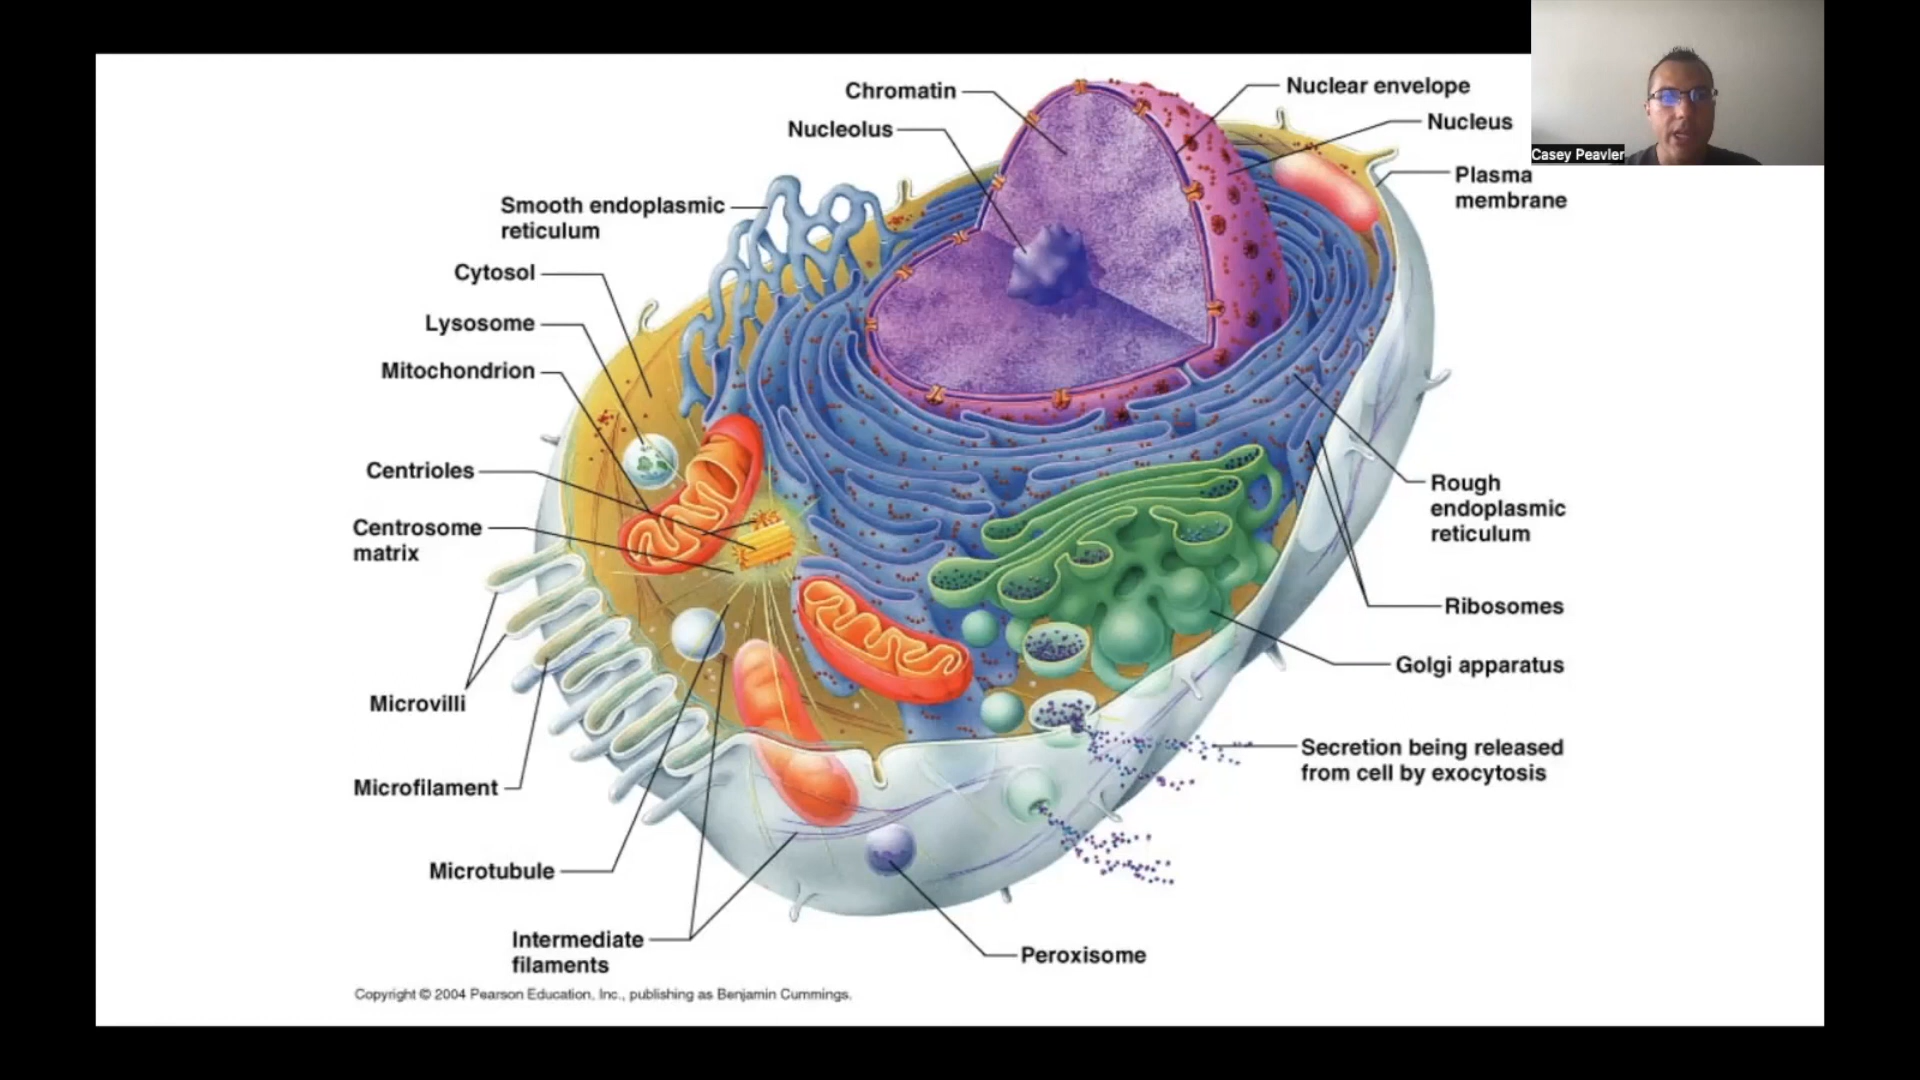 Chromatin
Nucleolus
Smooth endoplasmic
reticulum
Cytosol
Lysosome
Mitochondrion
Centrioles
Centrosome
matrix
Microvilli
Microfilament
Microtubule
Intermediate
filaments
Nuclear envelope
Nucleus
Plasma
membrane
Rough
endoplasmic
reticulum
Ribosomes
Golgi apparatus
Secretion being released
from cell by exocytosis
Peroxisome
Copyright © 2004 Pearson Education, Inc., publishing as Benjamin Cummings.
Casey Peavler